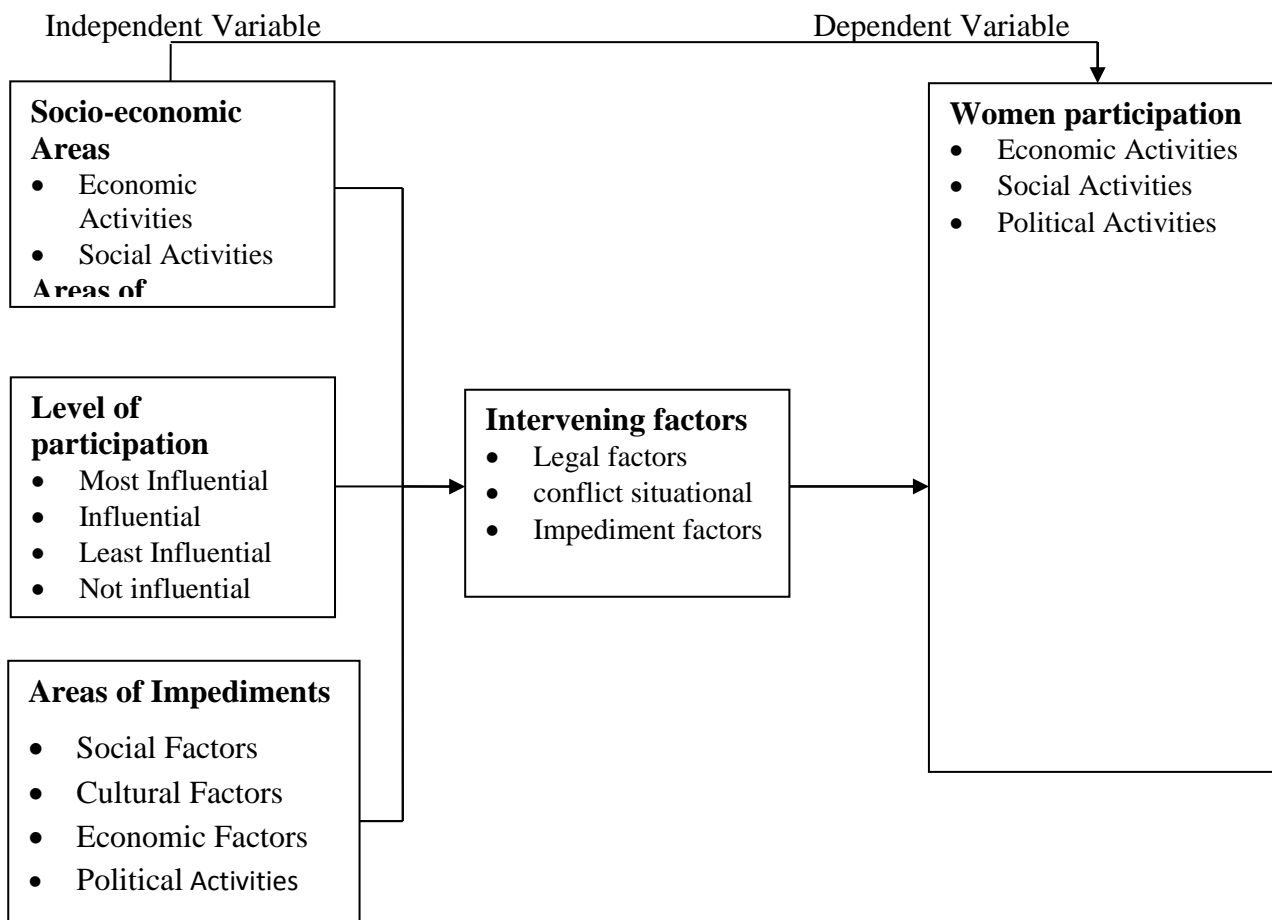 Independent Variable
Dependent Variable
Socio-economic
Areas
• Economic
Activities
• Social Activities
Areas of
Level of
participation
• Most Influential
• Influential
• Least Influential
• Not influential
Areas of Impediments
• Social Factors
• Cultural Factors
• Economic Factors
• Political Activities
Intervening factors
• Legal factors
• conflict situational
• Impediment factors
Women participation
• Economic Activities
• Social Activities
• Political Activities